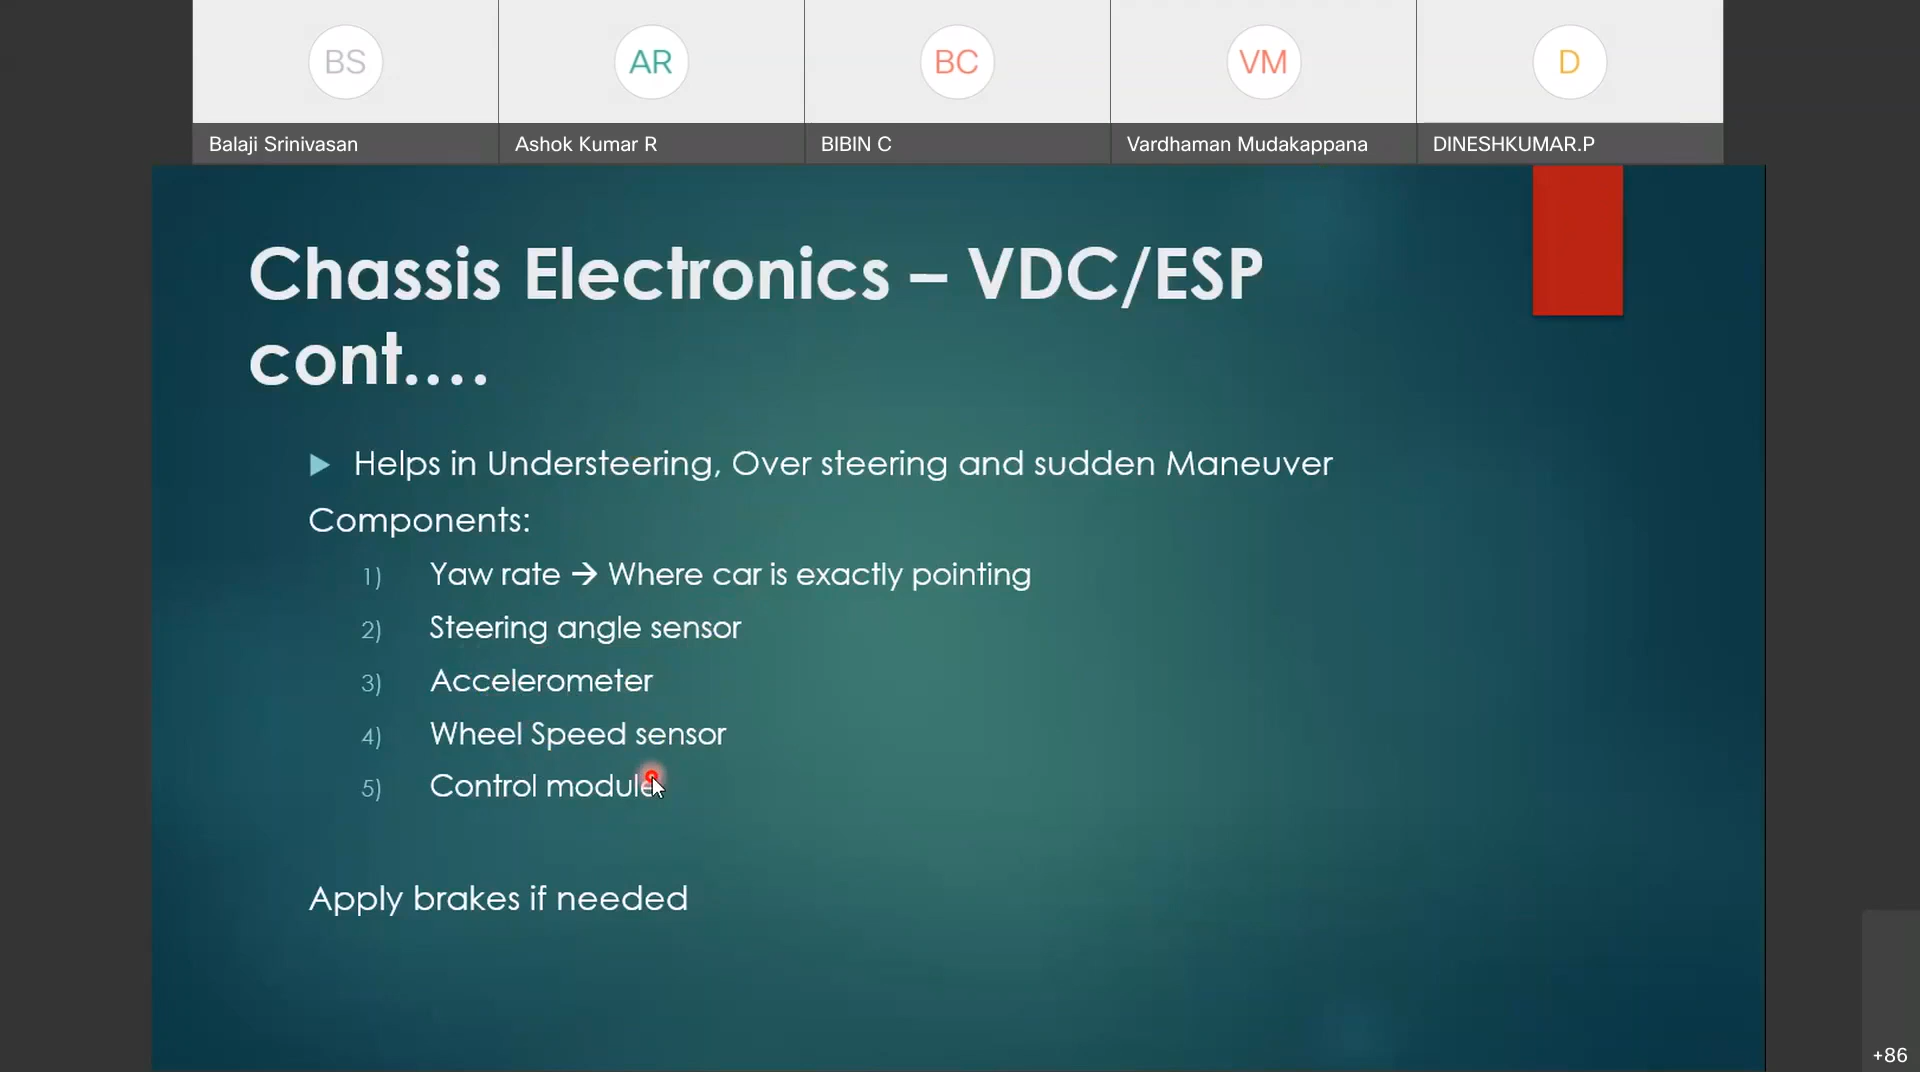 BS
AR
BC
VM
D
Balaji Srinivasan
Ashok Kumar R
BIBIN C
Vardhaman Mudakappana
DINESHKUMAR.P
Chassis Electronics – VDC/ESP
cont....
Helps in Understeering, Over steering and sudden Maneuver
Components:
1) Yaw rate → Where car is exactly pointing
2) Steering angle sensor
3) Accelerometer
4) Wheel Speed sensor
5) Control module
Apply brakes if needed
+86